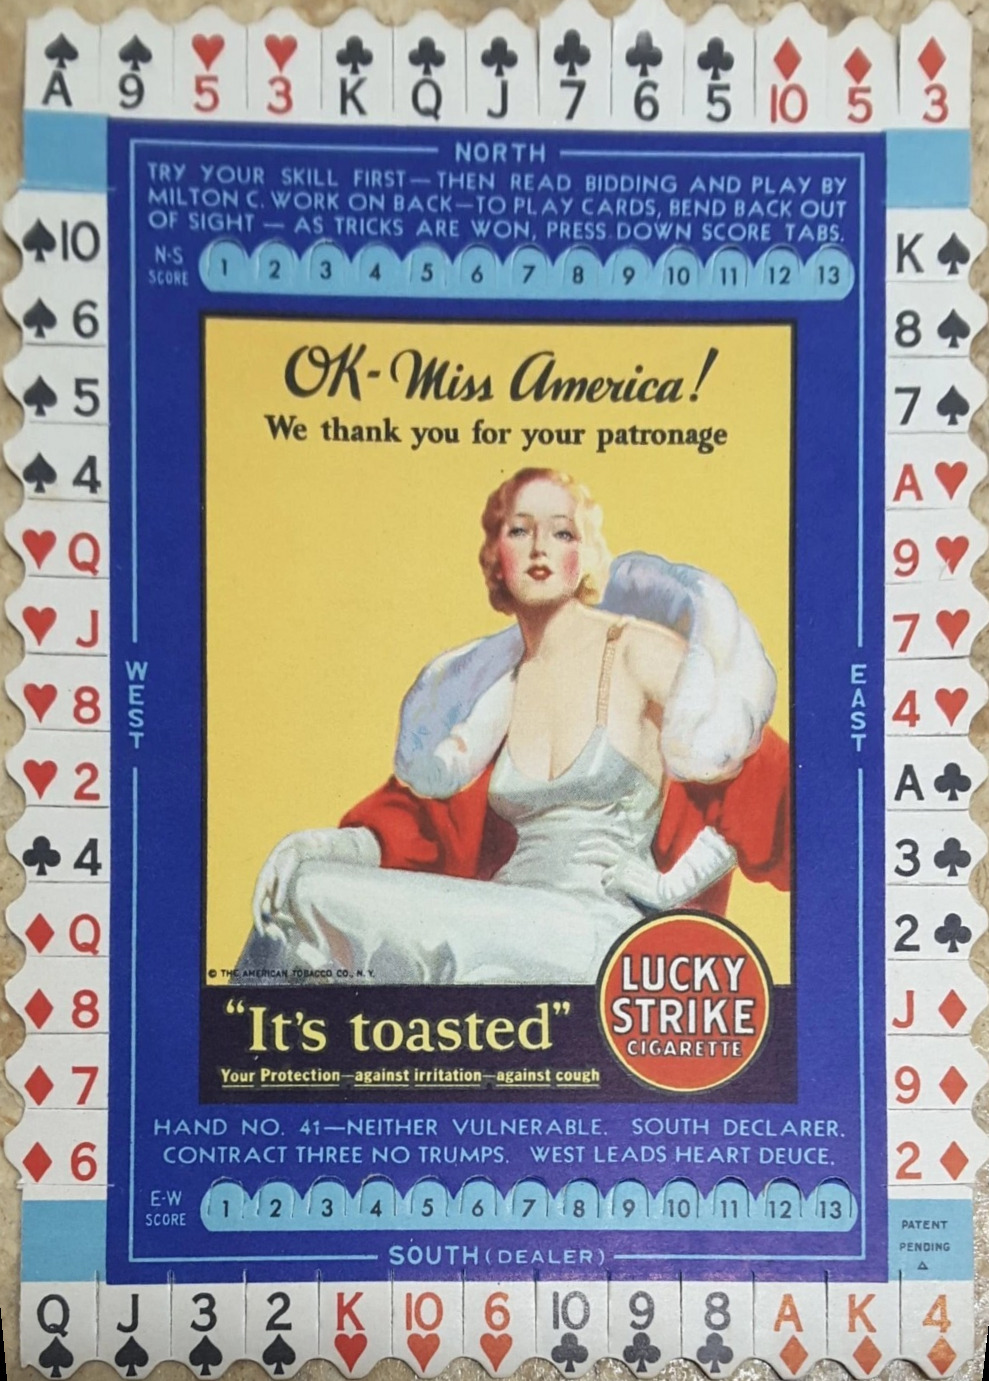 ♠A ♠9 ♥5 ♥3 ♣K ♣Q ♣J ♣7 ♣6 ♣5 ♦10 ♦5 ♦3
NORTH
TRY YOUR SKILL FIRST—THEN READ BIDDING AND PLAY BY
MILTON C. WORK ON BACK—TO PLAY CARDS, BEND BACK OUT
OF SIGHT — AS TRICKS ARE WON, PRESS DOWN SCORE TABS.
N-S
SCORE
1 2 3 4 5 6 7 8 9 10 11 12 13
♠10
♠6
♠5
♠4
♥Q
♥J
♥8
♥2
♣4
♦Q
♦8
♦7
♦6
WEST
OK-Miss America!
We thank you for your patronage
© THE AMERICAN TOBACCO CO., N.Y.
"It's toasted"
Your Protection—against irritation—against cough
LUCKY
STRIKE
CIGARETTE
EAST
K♠
8♠
7♠
A♥
9♥
7♥
4♥
A♣
3♣
2♣
J♦
9♦
2♦
HAND NO. 41—NEITHER VULNERABLE. SOUTH DECLARER.
CONTRACT THREE NO TRUMPS. WEST LEADS HEART DEUCE.
E-W
SCORE
1 2 3 4 5 6 7 8 9 10 11 12 13
PATENT
PENDING
SOUTH (DEALER)
Q♠ J♠ 3♠ 2♠ K♥ 10♥ 6♥ 10♣ 9♣ 8♣ A♦ K♦ 4♦